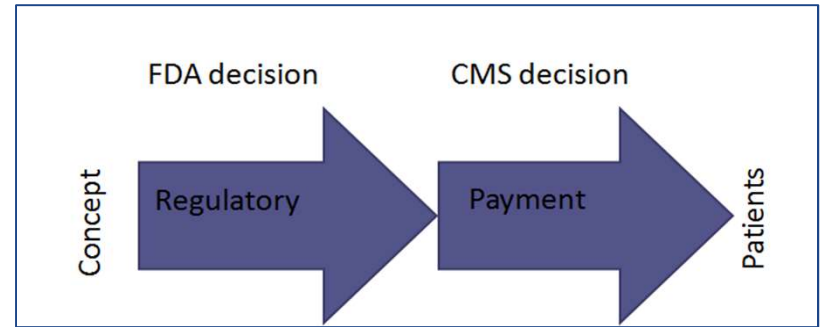 FDA decision
CMS decision
Concept
Regulatory
Payment
Patients